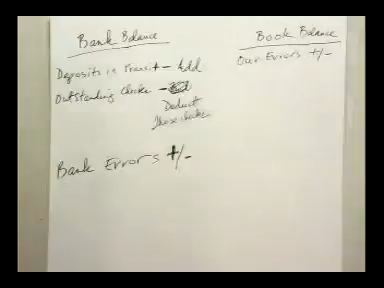 Bank Balance
Deposits in Transit - Add
Outstanding Checks -
Deduct
These checks
Bank Errors +/-
Book Balance
Our Errors +/-